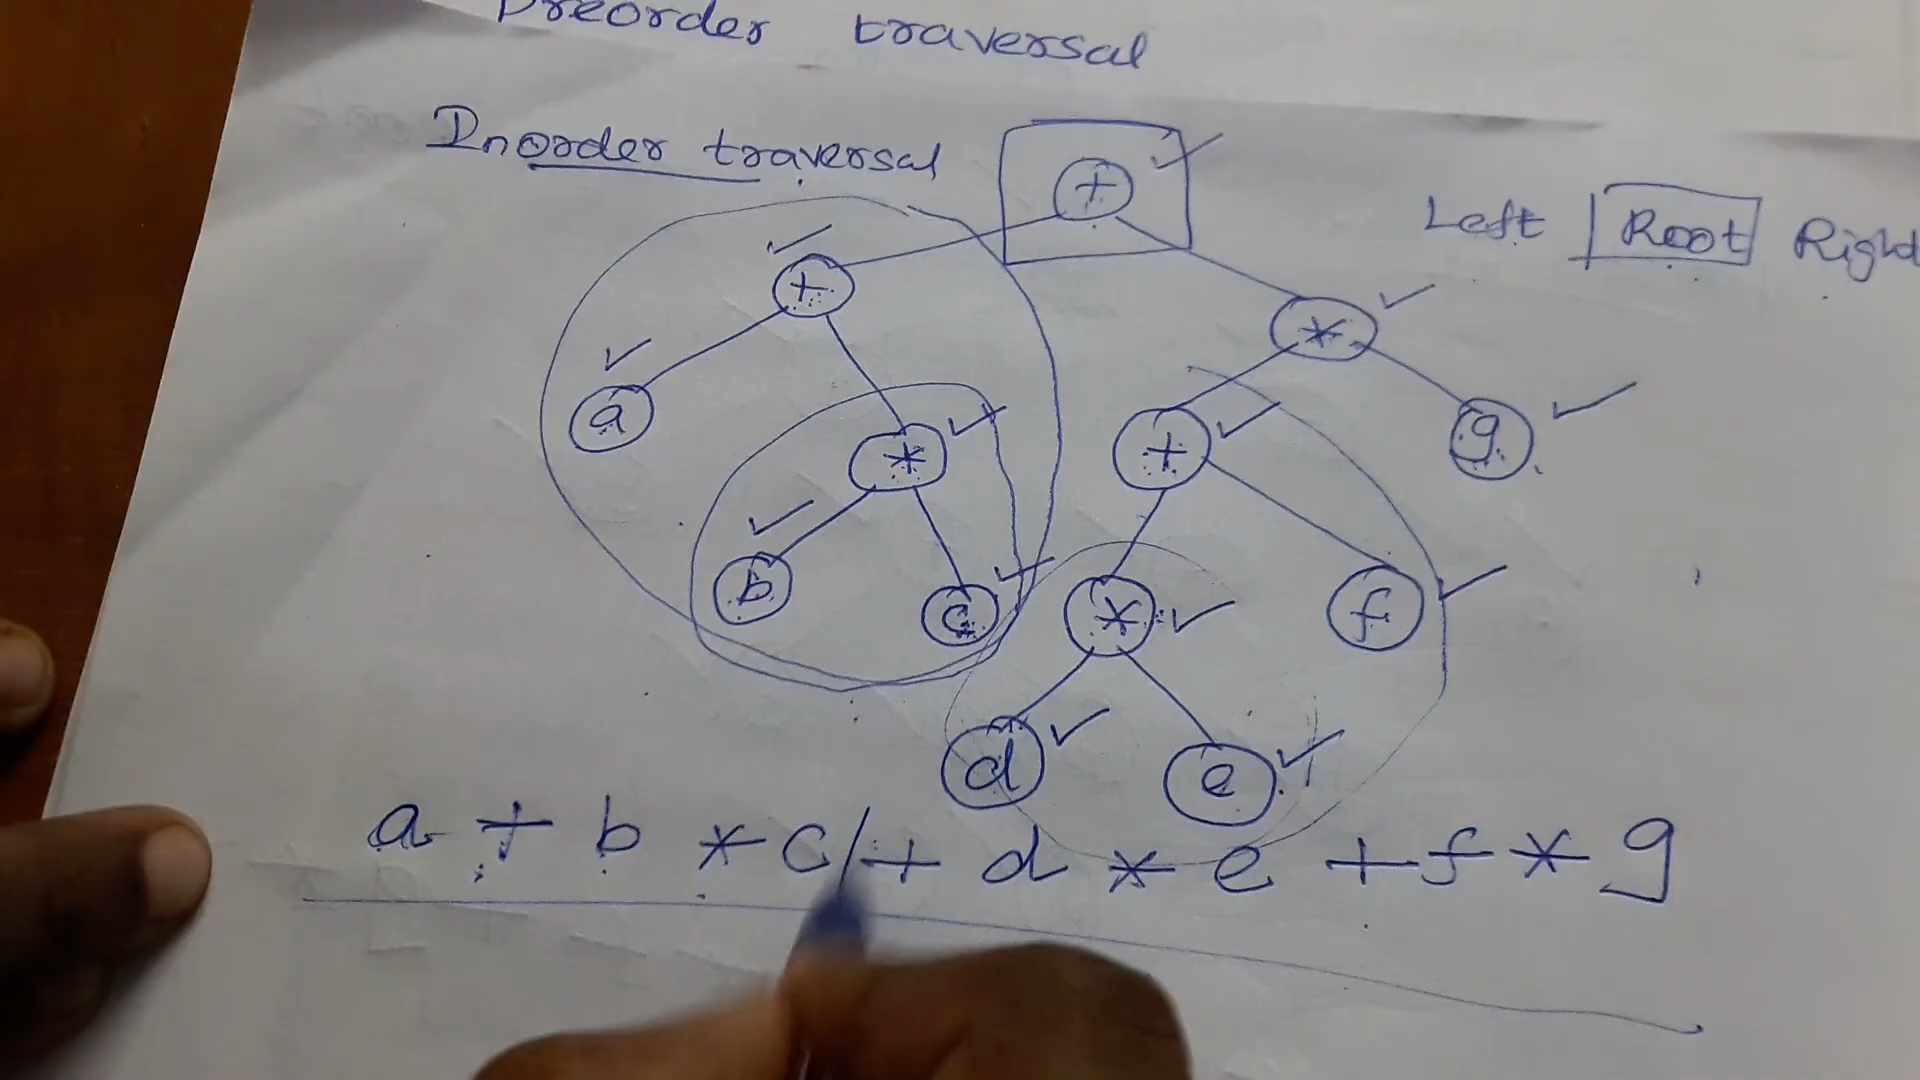 Preorder traversal
Inorder traversal
Left Root Right
+
+
*
a
*
+
g
b
c
*
f
d
e
a + b * c / + d * e + f * g